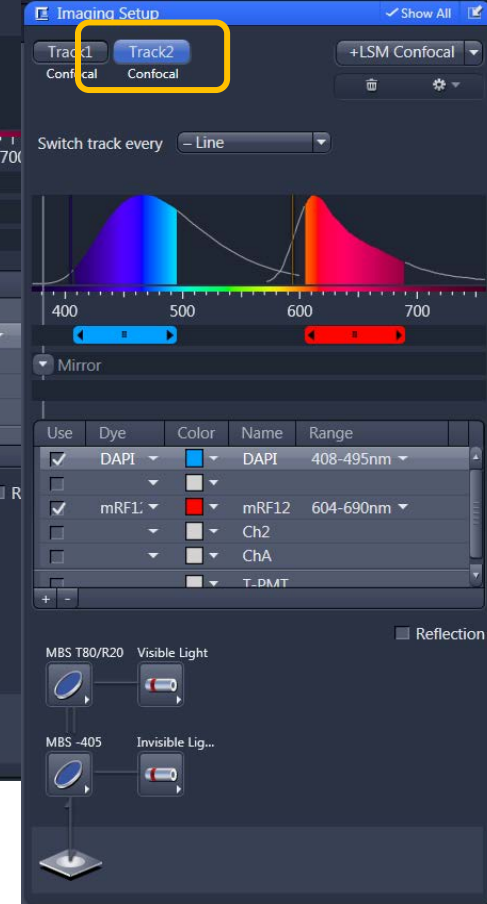 Imaging Setup Show All
Track1 Track2 +LSM Confocal
Confocal Confocal
Switch track every – Line
400 500 600 700
Mirror
Use Dye Color Name Range
DAPI DAPI 408-495nm
mRF1: mRF12 604-690nm
Ch2
ChA
T-PMT
+ -
Reflection
MBS T80/R20 Visible Light
MBS -405 Invisible Lig...